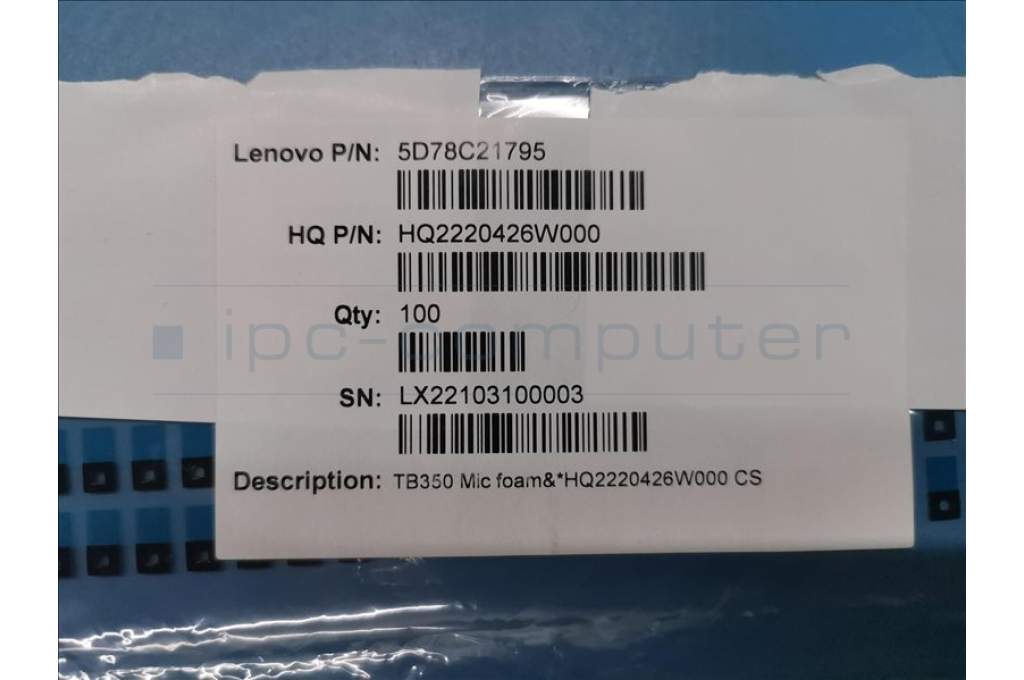 Lenovo P/N: 5D78C21795
HQ P/N: HQ2220426W000
Qty: 100
ipc-computer
SN: LX22103100003
Description: TB350 Mic foam&*HQ2220426W000 CS